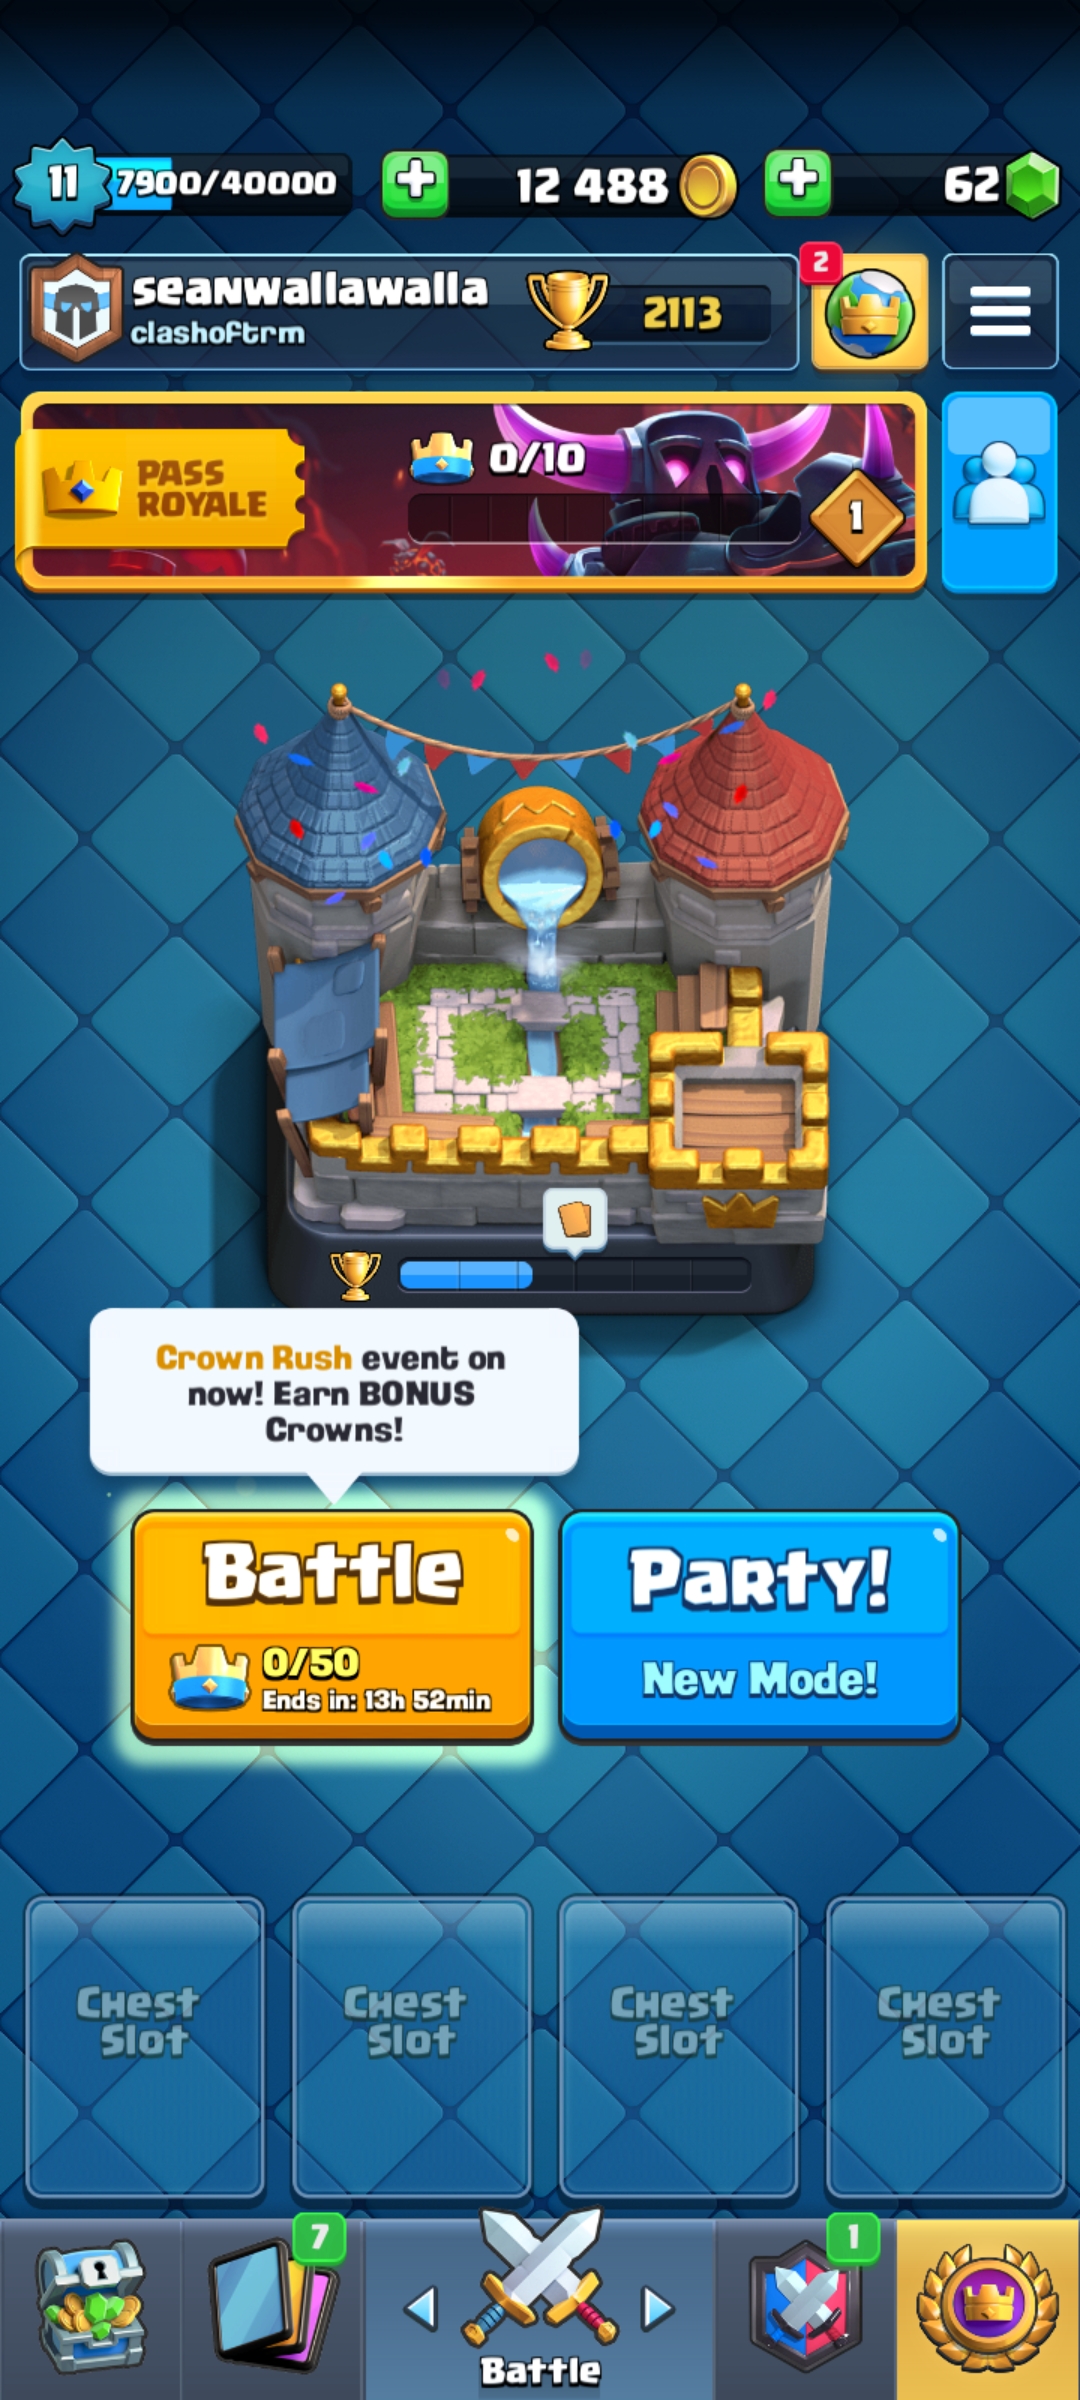 11
7900/40000
12 488
62
seanwallawalla
clashoftrm
2113
2
PASS
ROYALE
0/10
1
Crown Rush event on
now! Earn BONUS
Crowns!
Battle
0/50
Ends in: 13h 52min
Party!
New Mode!
Chest
Slot
Chest
Slot
Chest
Slot
Chest
Slot
7
Battle
1